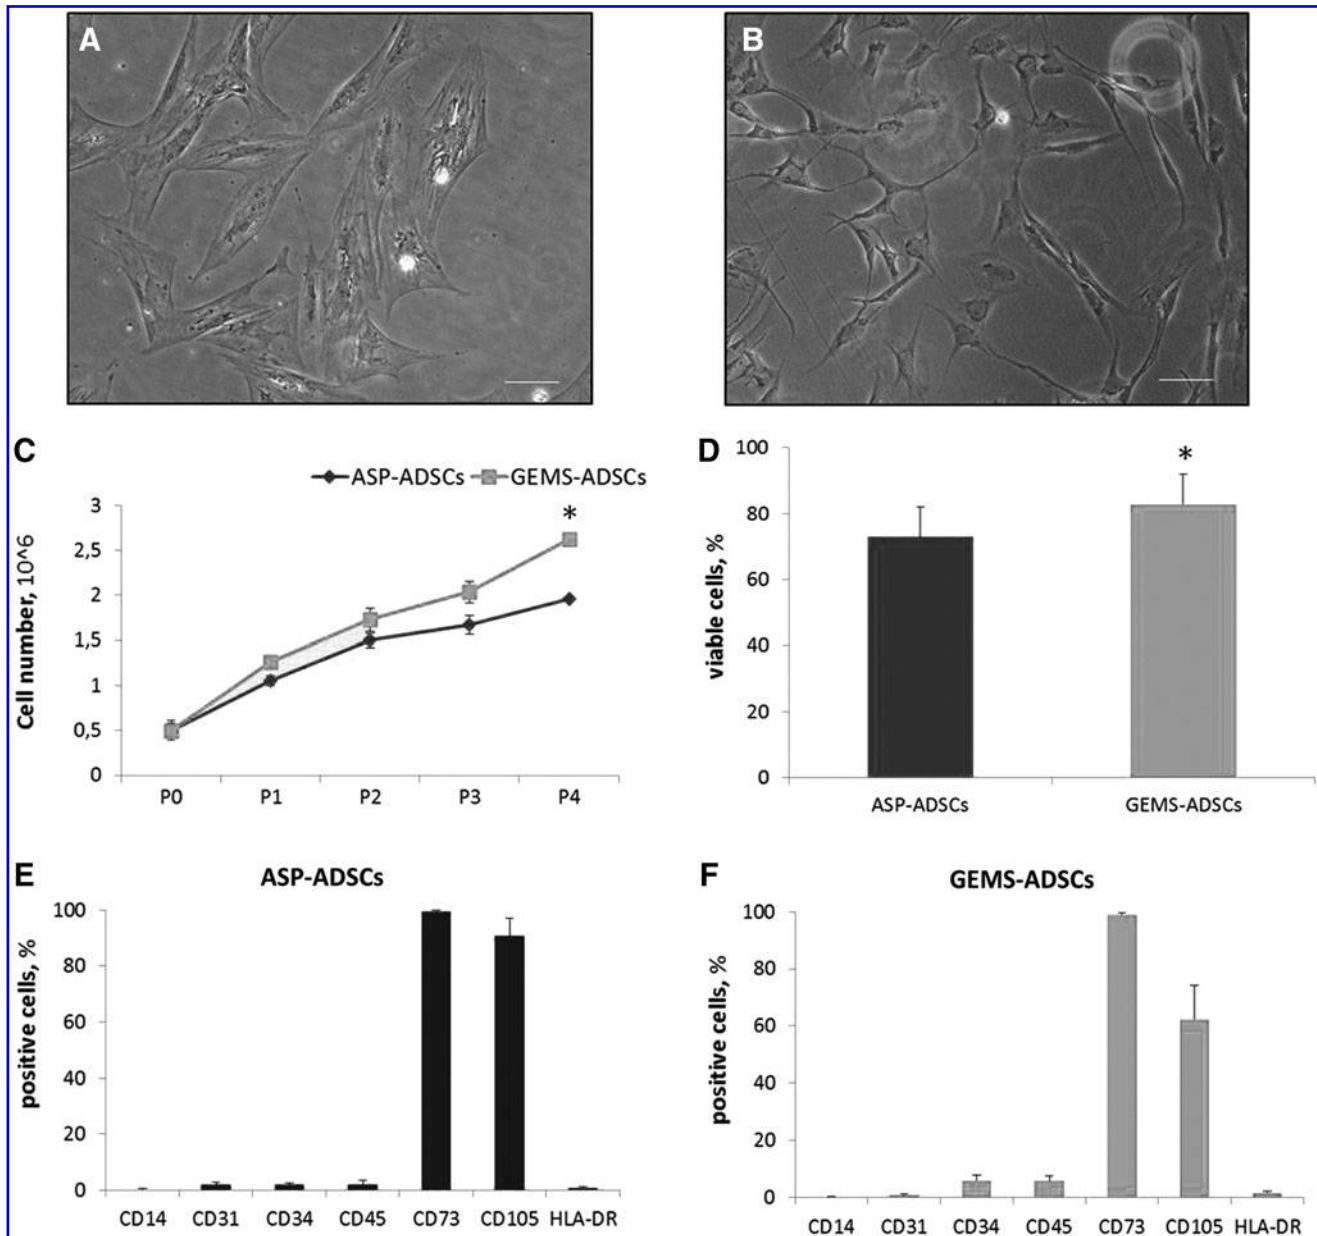 A
B
C
ASP-ADSCs GEMS-ADSCs
Cell number, 10^6
3
2,5
2
1,5
1
0,5
0
P0 P1 P2 P3 P4
*
D
viable cells, %
100
80
60
40
20
0
*
ASP-ADSCs GEMS-ADSCs
E
ASP-ADSCs
positive cells, %
100
80
60
40
20
0
CD14 CD31 CD34 CD45 CD73 CD105 HLA-DR
F
GEMS-ADSCs
positive cells, %
100
80
60
40
20
0
CD14 CD31 CD34 CD45 CD73 CD105 HLA-DR